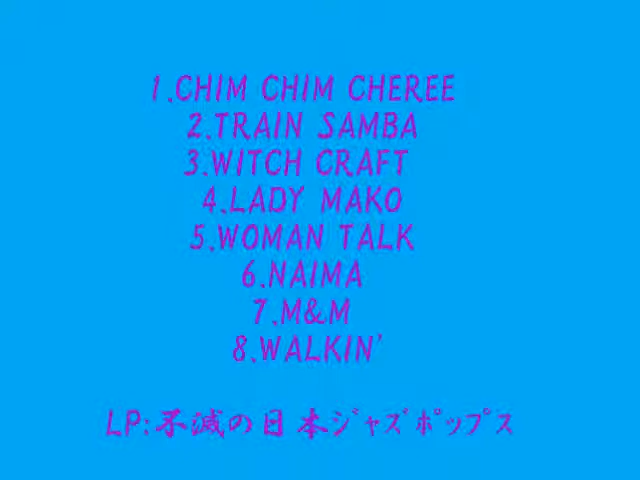 1.CHIM CHIM CHEREE
2.TRAIN SAMBA
3.WITCH CRAFT
4.LADY MAKO
5.WOMAN TALK
6.NAIMA
7.M&M
8.WALKIN'
LP:不滅の日本ジャズポップス